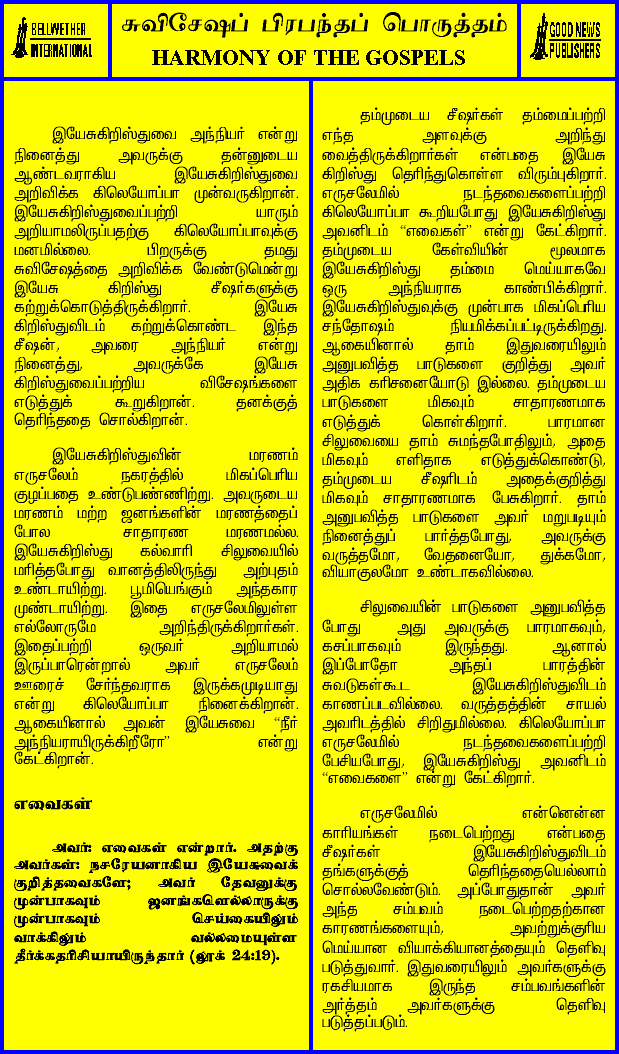 BELLWETHER
INTERNATIONAL
சுவிசேஷப் பிரபந்தப் பொருத்தம்
HARMONY OF THE GOSPELS
GOOD NEWS
PUBLISHERS
இயேசுகிறிஸ்துவை அந்நியர் என்று
நினைத்து அவருக்கு தன்னுடைய
ஆண்டவராகிய இயேசுகிறிஸ்துவை
அறிவிக்க கிலெயோப்பா முன்வருகிறான்.
இயேசுகிறிஸ்துவைப்பற்றி யாரும்
அறியாமலிருப்பதற்கு கிலெயோப்பாவுக்கு
மனமில்லை. பிறருக்கு தமது
சுவிசேஷத்தை அறிவிக்க வேண்டுமென்று
இயேசு கிறிஸ்து சீஷர்களுக்கு
கற்றுக்கொடுத்திருக்கிறார். இயேசு
கிறிஸ்துவிடம் கற்றுக்கொண்ட இந்த
சீஷன், அவரை அந்நியர் என்று
நினைத்து, அவருக்கே இயேசு
கிறிஸ்துவைப்பற்றிய விசேஷங்களை
எடுத்துக் கூறுகிறான். தனக்குத்
தெரிந்ததை சொல்கிறான்.
இயேசுகிறிஸ்துவின் மரணம்
எருசலேம் நகரத்தில் மிகப்பெரிய
குழப்பதை உண்டுபண்ணிற்று. அவருடைய
மரணம் மற்ற ஜனங்களின் மரணத்தைப்
போல சாதாரண மரணமல்ல.
இயேசுகிறிஸ்து கல்வாரி சிலுவையில்
மரித்தபோது வானத்திலிருந்து அற்புதம்
உண்டாயிற்று. பூமியெங்கும் அந்தகார
முண்டாயிற்று. இதை எருசலேமிலுள்ள
எல்லோருமே அறிந்திருக்கிறார்கள்.
இதைப்பற்றி ஒருவர் அறியாமல்
இருப்பாரென்றால் அவர் எருசலேம்
ஊரைச் சேர்ந்தவராக இருக்கமுடியாது
என்று கிலெயோப்பா நினைக்கிறான்.
ஆகையினால் அவன் இயேசுவை “நீர்
அந்நியராயிருக்கிறீரோ” என்று
கேட்கிறான்.
எவைகள்
அவர்: எவைகள் என்றார். அதற்கு
அவர்கள்: நசரேயனாகிய இயேசுவைக்
குறித்தவைகளே; அவர் தேவனுக்கு
முன்பாகவும் ஜனங்களெல்லாருக்கு
முன்பாகவும் செய்கையிலும்
வாக்கிலும் வல்லமையுள்ள
தீர்க்கதரிசியாயிருந்தார் (லூக் 24:19).
தம்முடைய சீஷர்கள் தம்மைப்பற்றி
எந்த அளவுக்கு அறிந்து
வைத்திருக்கிறார்கள் என்பதை இயேசு
கிறிஸ்து தெரிந்துகொள்ள விரும்புகிறார்.
எருசலேமில் நடந்தவைகளைப்பற்றி
கிலெயோப்பா கூறியபோது இயேசுகிறிஸ்து
அவனிடம் “எவைகள்” என்று கேட்கிறார்.
தம்முடைய கேள்வியின் மூலமாக
இயேசுகிறிஸ்து தம்மை மெய்யாகவே
ஒரு அந்நியராக காண்பிக்கிறார்.
இயேசுகிறிஸ்துவுக்கு முன்பாக மிகப்பெரிய
சந்தோஷம் நியமிக்கப்பட்டிருக்கிறது.
ஆகையினால் தாம் இதுவரையிலும்
அனுபவித்த பாடுகளை குறித்து அவர்
அதிக கரிசனையோடு இல்லை. தம்முடைய
பாடுகளை மிகவும் சாதாரணமாக
எடுத்துக் கொள்கிறார். பாரமான
சிலுவையை தாம் சுமந்தபோதிலும், அதை
மிகவும் எளிதாக எடுத்துக்கொண்டு,
தம்முடைய சீஷரிடம் அதைக்குறித்து
மிகவும் சாதாரணமாக பேசுகிறார். தாம்
அனுபவித்த பாடுகளை அவர் மறுபடியும்
நினைத்துப் பார்த்தபோது, அவருக்கு
வருத்தமோ, வேதனையோ, துக்கமோ,
வியாகுலமோ உண்டாகவில்லை.
சிலுவையின் பாடுகளை அனுபவித்த
போது அது அவருக்கு பாரமாகவும்,
கசப்பாகவும் இருந்தது. ஆனால்
இப்போதோ அந்தப் பாரத்தின்
சுவடுகள்கூட இயேசுகிறிஸ்துவிடம்
காணப்படவில்லை. வருத்தத்தின் சாயல்
அவரிடத்தில் சிறிதுமில்லை. கிலெயோப்பா
எருசலேமில் நடந்தவைகளைப்பற்றி
பேசியபோது, இயேசுகிறிஸ்து அவனிடம்
“எவைகளை” என்று கேட்கிறார்.
எருசலேமில் என்னென்ன
காரியங்கள் நடைபெற்றது என்பதை
சீஷர்கள் இயேசுகிறிஸ்துவிடம்
தங்களுக்குத் தெரிந்ததையெல்லாம்
சொல்லவேண்டும். அப்போதுதான் அவர்
அந்த சம்பவம் நடைபெற்றதற்கான
காரணங்களையும், அவற்றுக்குரிய
மெய்யான வியாக்கியானத்தையும் தெளிவு
படுத்துவார். இதுவரையிலும் அவர்களுக்கு
ரகசியமாக இருந்த சம்பவங்களின்
அர்த்தம் அவர்களுக்கு தெளிவு
படுத்தப்படும்.